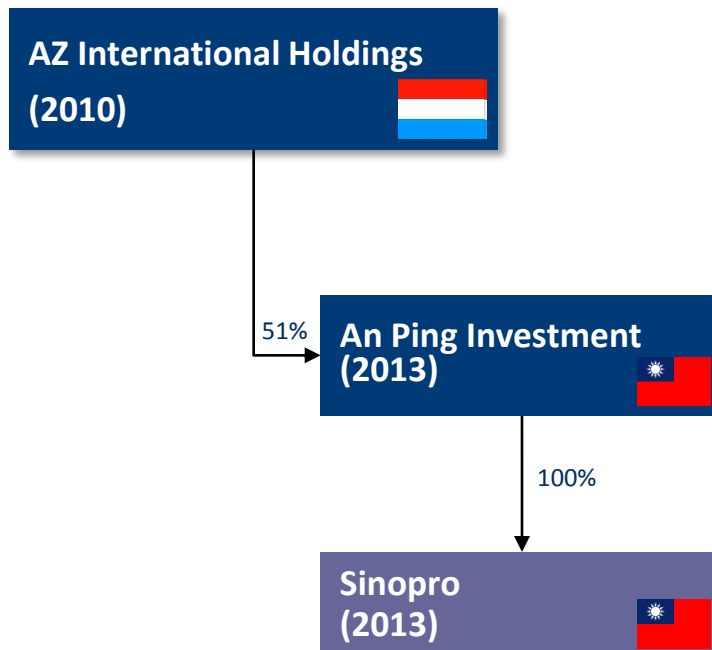 AZ International Holdings
(2010)
51%
An Ping Investment
(2013)
100%
Sinopro
(2013)